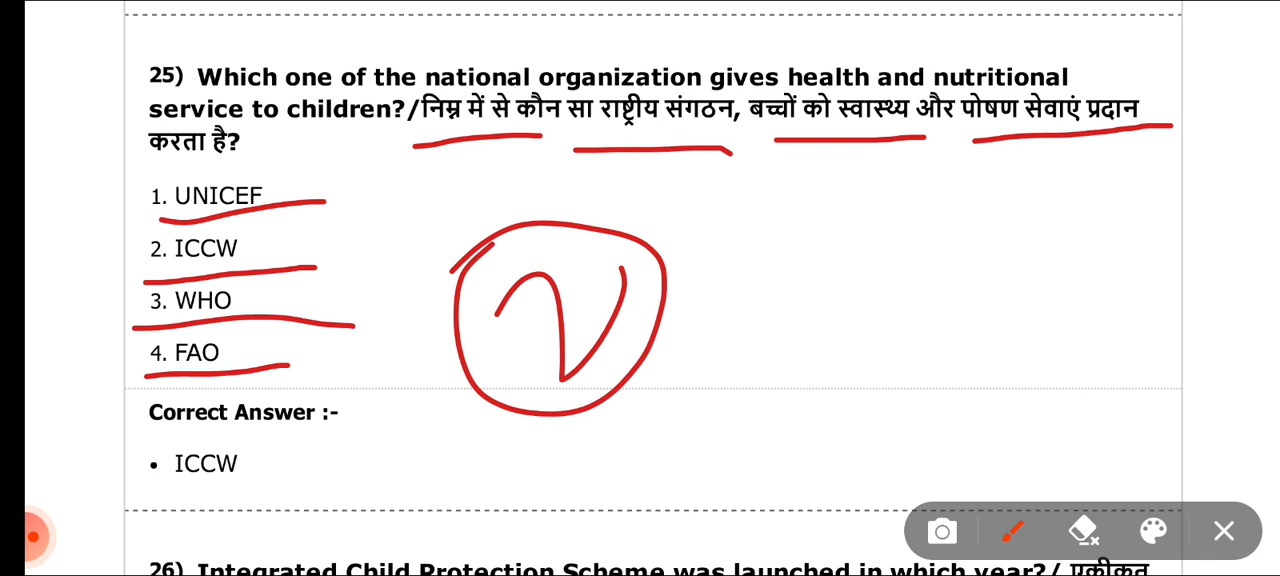 25) Which one of the national organization gives health and nutritional
service to children?/निम्न में से कौन सा राष्ट्रीय संगठन, बच्चों को स्वास्थ्य और पोषण सेवाएं प्रदान
करता है?
1. UNICEF
2. ICCW
3. WHO
4. FAO
Correct Answer :-
• ICCW
26) Integrated Child Protection Scheme was launched in which year?/ एकीकृत